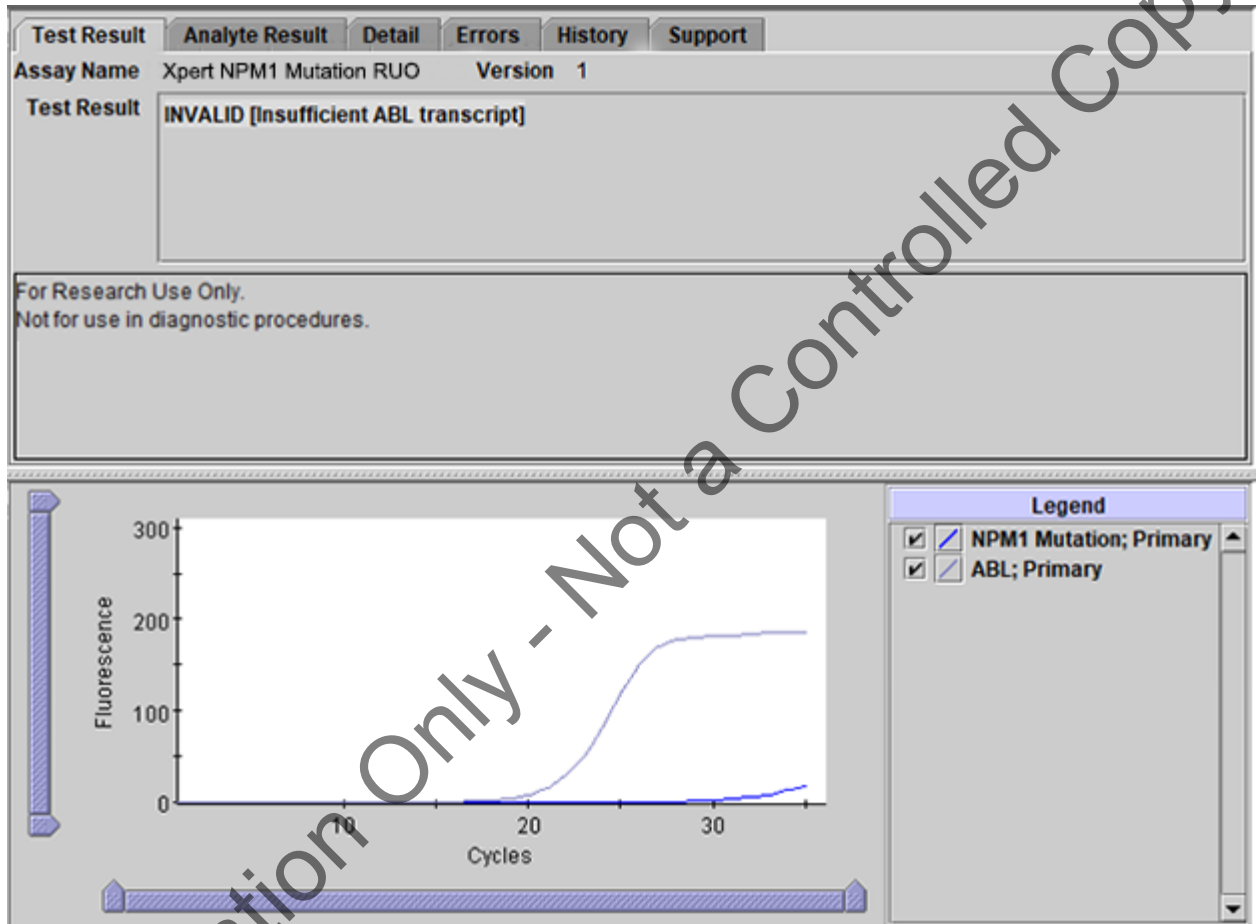 Test Result Analyte Result Detail Errors History Support
Assay Name Xpert NPM1 Mutation RUO Version 1
Test Result INVALID [Insufficient ABL transcript]
For Research Use Only.
Not for use in diagnostic procedures.
300
200
100
0
10 20 30
Fluorescence
Cycles
Legend
NPM1 Mutation; Primary
ABL; Primary
tion Only - Not a Controlled Copy